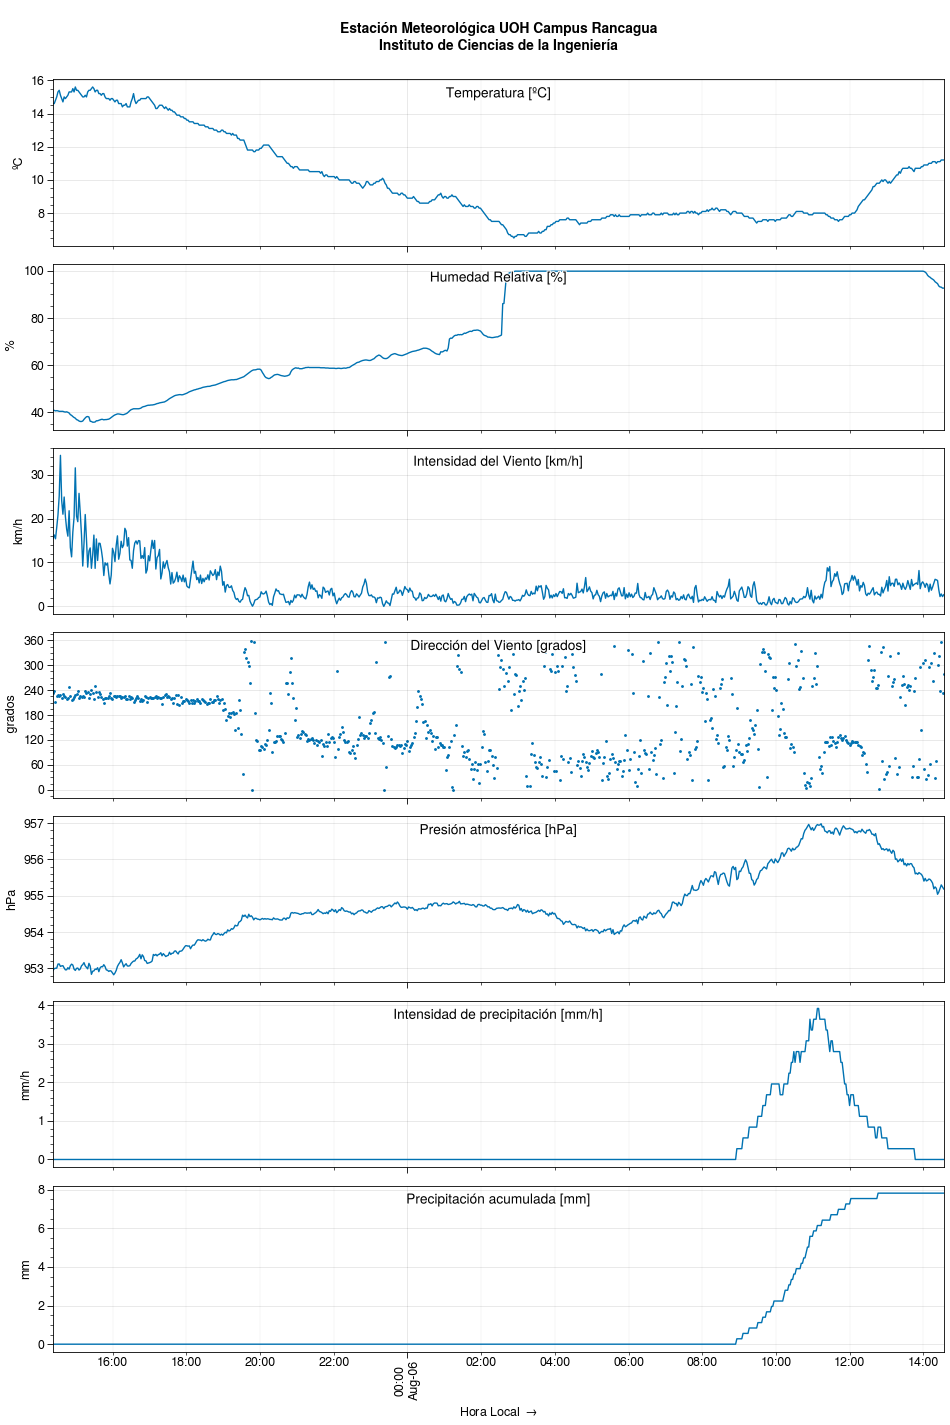 Estación Meteorológica UOH Campus Rancagua
Instituto de Ciencias de la Ingeniería
Temperatura [ºC]
ºC
16
14
12
10
8
Humedad Relativa [%]
%
100
80
60
40
Intensidad del Viento [km/h]
km/h
30
20
10
0
Dirección del Viento [grados]
grados
360
300
240
180
120
60
0
Presión atmosférica [hPa]
hPa
957
956
955
954
953
Intensidad de precipitación [mm/h]
mm/h
4
3
2
1
0
Precipitación acumulada [mm]
mm
8
6
4
2
0
16:00 18:00 20:00 22:00 00:00 02:00 04:00 06:00 08:00 10:00 12:00 14:00
Aug-06
Hora Local →